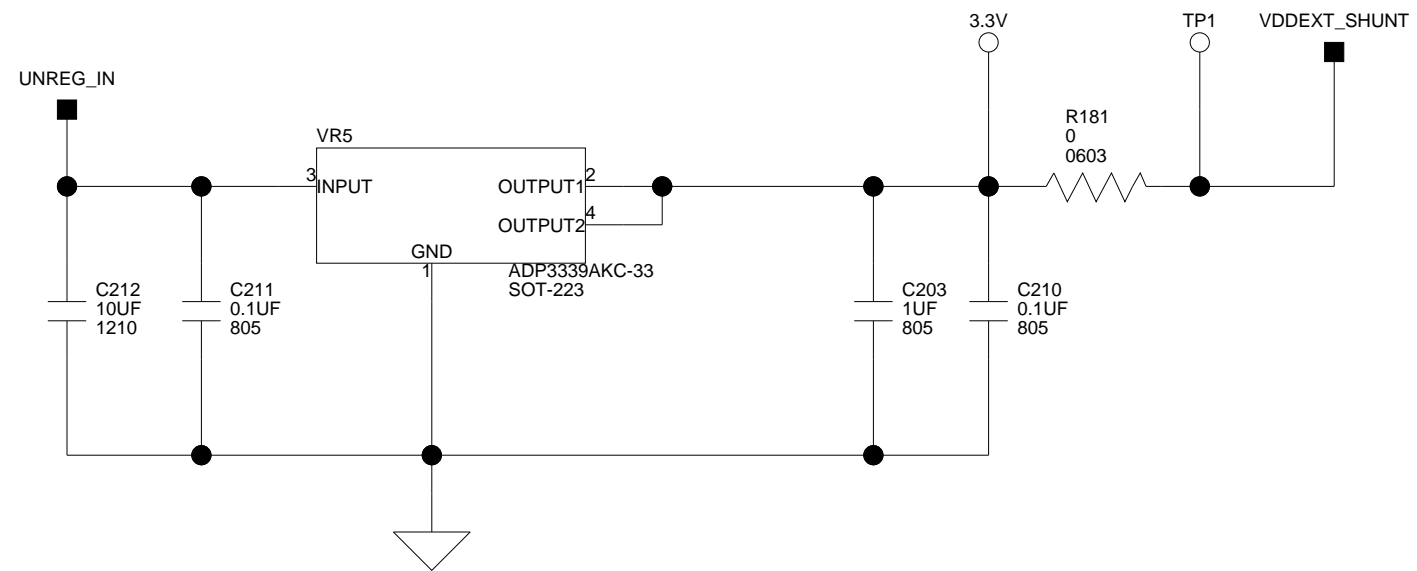 3.3V
TP1
VDDEXT_SHUNT
UNREG_IN
R181
0
0603
VR5
3
INPUT
OUTPUT1
2
OUTPUT2
4
GND
1
ADP3339AKC-33
SOT-223
C212
10UF
1210
C211
0.1UF
805
C203
1UF
805
C210
0.1UF
805